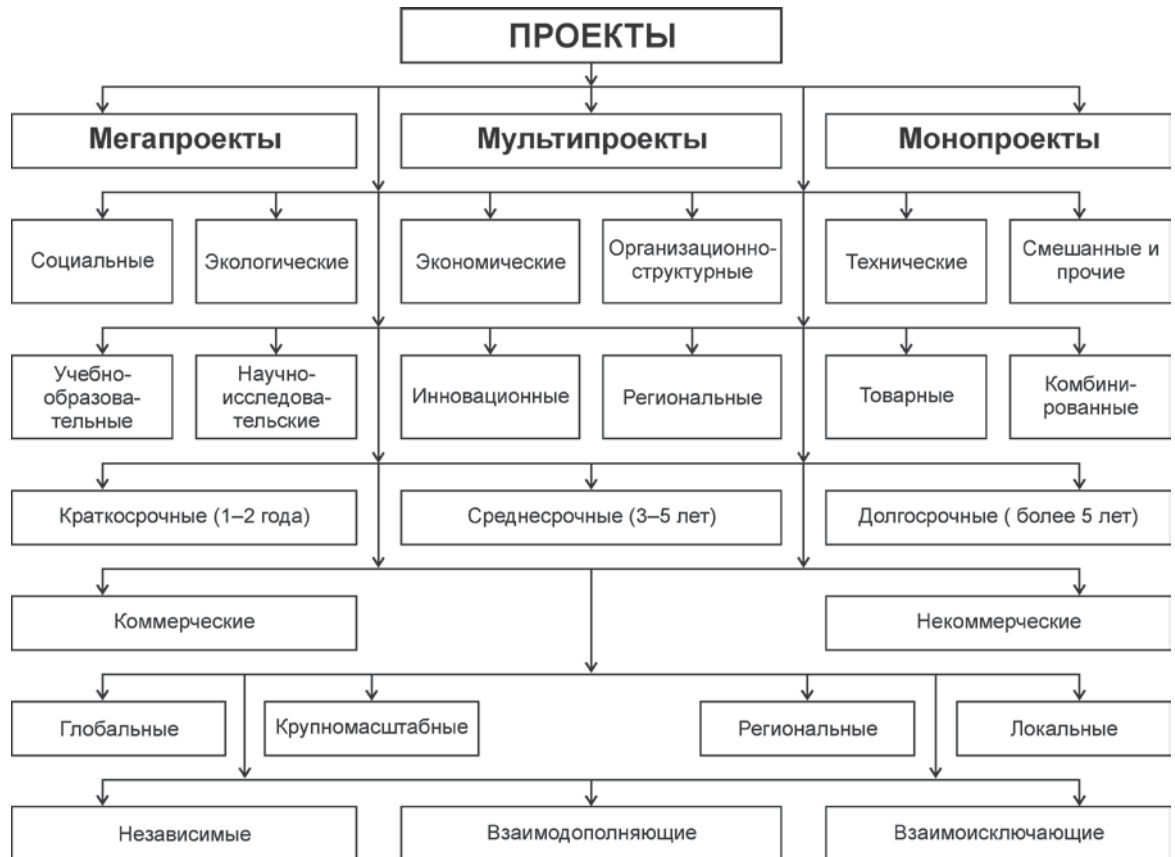 ПРОЕКТЫ
Мегапроекты
Мультипроекты
Монопроекты
Социальные
Экологические
Экономические
Организационно-
структурные
Технические
Смешанные и
прочие
Учебно-
образова-
тельные
Научно-
исследова-
тельские
Инновационные
Региональные
Товарные
Комбини-
рованные
Краткосрочные (1–2 года)
Среднесрочные (3–5 лет)
Долгосрочные ( более 5 лет)
Коммерческие
Некоммерческие
Глобальные
Крупномасштабные
Региональные
Локальные
Независимые
Взаимодополняющие
Взаимоисключающие